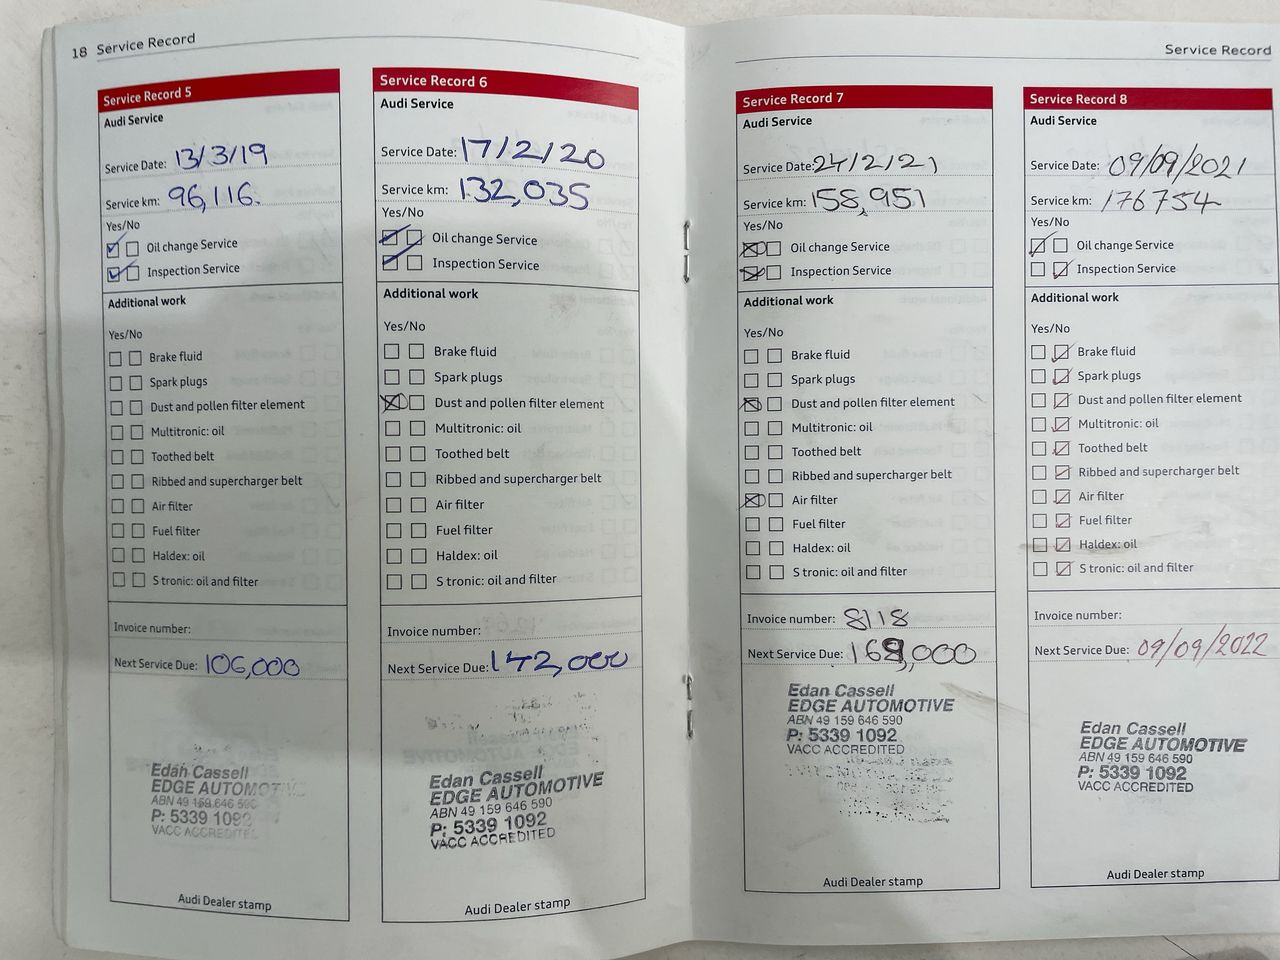 18 Service Record
Service Record 5
Audi Service
Service Date: 13/3/19
Service km: 96,116.
Yes/No
Oil change Service
Inspection Service
Additional work
Yes/No
Brake fluid
Spark plugs
Dust and pollen filter element
Multitronic: oil
Toothed belt
Ribbed and supercharger belt
Air filter
Fuel filter
Haldex: oil
S tronic: oil and filter
Invoice number:
Next Service Due: 106,000
Edan Cassell
EDGE AUTOMOTIVE
ABN 49 159 646 590
P: 5339 1092
VACC ACCREDITED
Audi Dealer stamp
Service Record 6
Audi Service
Service Date: 17/2/20
Service km: 132,035
Yes/No
Oil change Service
Inspection Service
Additional work
Yes/No
Brake fluid
Spark plugs
Dust and pollen filter element
Multitronic: oil
Toothed belt
Ribbed and supercharger belt
Air filter
Fuel filter
Haldex: oil
S tronic: oil and filter
Invoice number:
Next Service Due: 142,000
Edan Cassell
EDGE AUTOMOTIVE
ABN 49 159 646 590
P: 5339 1092
VACC ACCREDITED
Audi Dealer stamp
Service Record
Service Record 7
Audi Service
Service Date: 24/2/21
Service km: 158,951
Yes/No
Oil change Service
Inspection Service
Additional work
Yes/No
Brake fluid
Spark plugs
Dust and pollen filter element
Multitronic: oil
Toothed belt
Ribbed and supercharger belt
Air filter
Fuel filter
Haldex: oil
S tronic: oil and filter
Invoice number: 8118
Next Service Due: 168,000
Edan Cassell
EDGE AUTOMOTIVE
ABN 49 159 646 590
P: 5339 1092
VACC ACCREDITED
Audi Dealer stamp
Service Record 8
Audi Service
Service Date: 09/09/2021
Service km: 176754
Yes/No
Oil change Service
Inspection Service
Additional work
Yes/No
Brake fluid
Spark plugs
Dust and pollen filter element
Multitronic: oil
Toothed belt
Ribbed and supercharger belt
Air filter
Fuel filter
Haldex: oil
S tronic: oil and filter
Invoice number:
Next Service Due: 09/09/2022
Edan Cassell
EDGE AUTOMOTIVE
ABN 49 159 646 590
P: 5339 1092
VACC ACCREDITED
Audi Dealer stamp